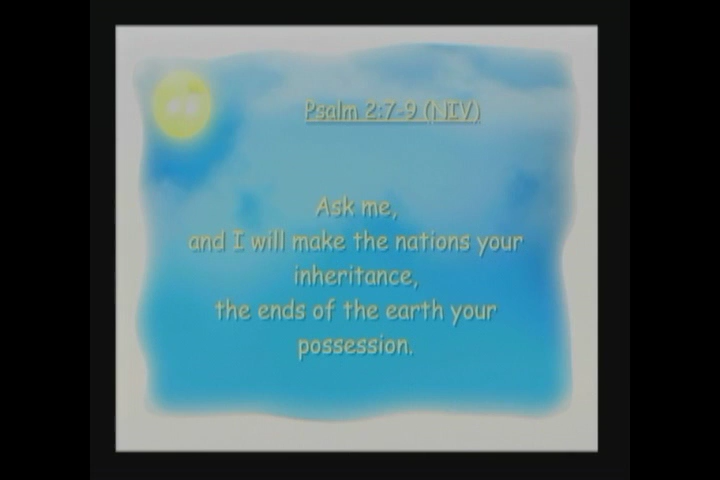 Psalm 2:7-9 (NIV)
Ask me,
and I will make the nations your
inheritance,
the ends of the earth your
possession.